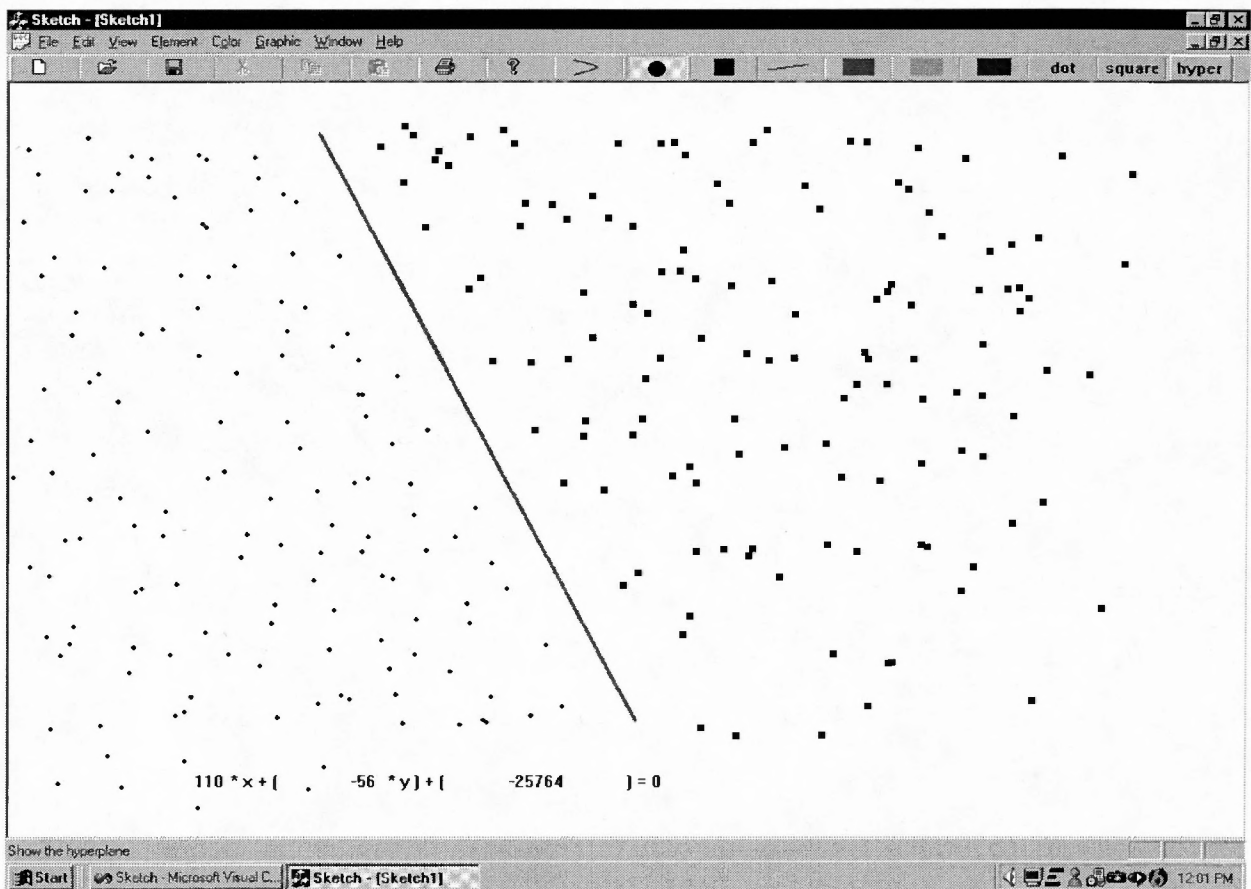 Sketch - [Sketch1]
File Edit View Element Color Graphic Window Help
dot square hyper
110 * x + ( -56 * y ) + ( -25764 ) = 0
Show the hyperplane
Start Sketch - Microsoft Visual C... Sketch - [Sketch1] 12:01 PM